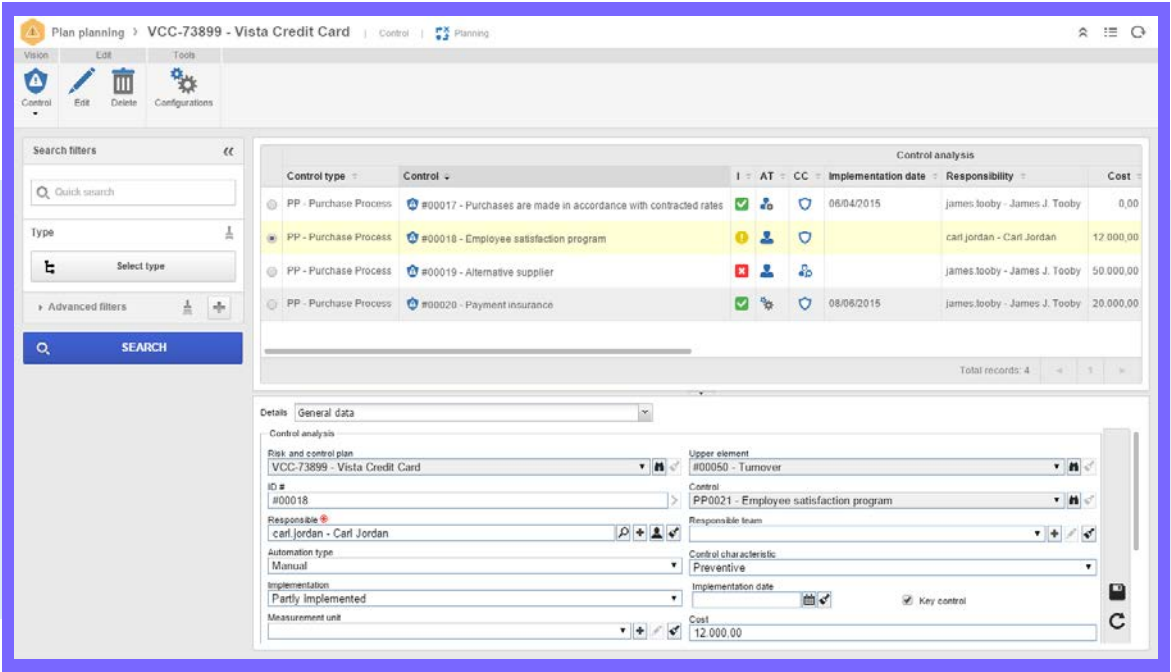 Plan planning > VCC-73899 - Vista Credit Card | Control | Planning
Vision Edit Tools
Control Edit Delete Configurations
Search filters
Quick search
Type
Select type
Advanced filters
SEARCH
Control analysis
Control type Control I AT CC Implementation date Responsibility Cost
PP - Purchase Process #00017 - Purchases are made in accordance with contracted rates 06/04/2015 james.tooby - James J. Tooby 0,00
PP - Purchase Process #00018 - Employee satisfaction program carl.jordan - Carl Jordan 12.000,00
PP - Purchase Process #00019 - Alternative supplier james.tooby - James J. Tooby 50.000,00
PP - Purchase Process #00020 - Payment insurance 08/06/2015 james.tooby - James J. Tooby 20.000,00
Total records: 4 1
Details General data
Control analysis
Risk and control plan Upper element
VCC-73899 - Vista Credit Card #00050 - Turnover
ID # Control
#00018 PP0021 - Employee satisfaction program
Responsible Responsible team
carl.jordan - Carl Jordan
Automation type Control characteristic
Manual Preventive
Implementation Implementation date
Partly Implemented Key control
Measurement unit Cost
12.000,00